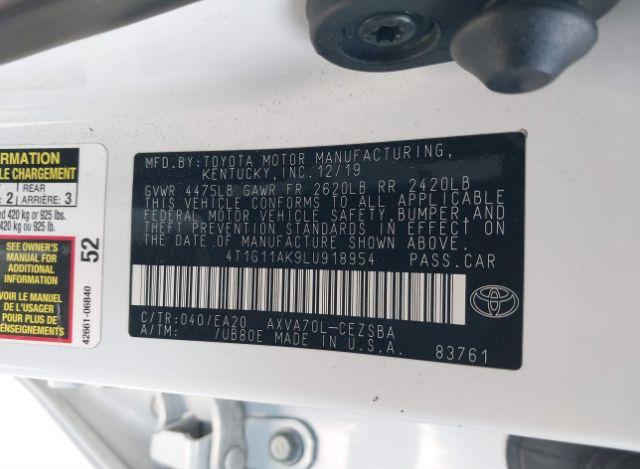 MFD.BY: TOYOTA MOTOR MANUFACTURING,
KENTUCKY, INC. 12/19
GVWR 4475LB GAWR FR 2620LB RR 2420LB
THIS VEHICLE CONFORMS TO ALL APPLICABLE
FEDERAL MOTOR VEHICLE SAFETY, BUMPER, AND
THEFT PREVENTION STANDARDS IN EFFECT ON
THE DATE OF MANUFACTURE SHOWN ABOVE.
4T1G11AK9LU918954 PASS.CAR
C/TR: 040/EA20 AXVA70L-CEZSBA
A/TM: /UB80E MADE IN U.S.A.
83761
CHARGEMENT
1 REAR
2 ARRIÈRE: 3
420 kg or 925 lbs.
420 kg ou 925 lb.
SEE OWNER'S
MANUAL FOR
ADDITIONAL
INFORMATION
Voir le Manuel
de l'usager
pour plus de
renseignements
52
42661-06B40